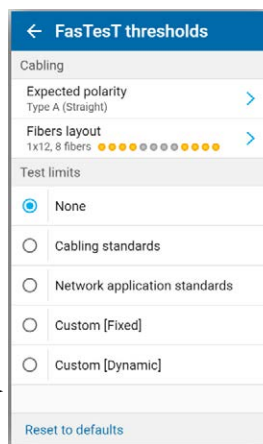 FasTesT thresholds
Cabling
Expected polarity
Type A (Straight)
Fibers layout
1x12, 8 fibers
Test limits
None
Cabling standards
Network application standards
Custom [Fixed]
Custom [Dynamic]
Reset to defaults